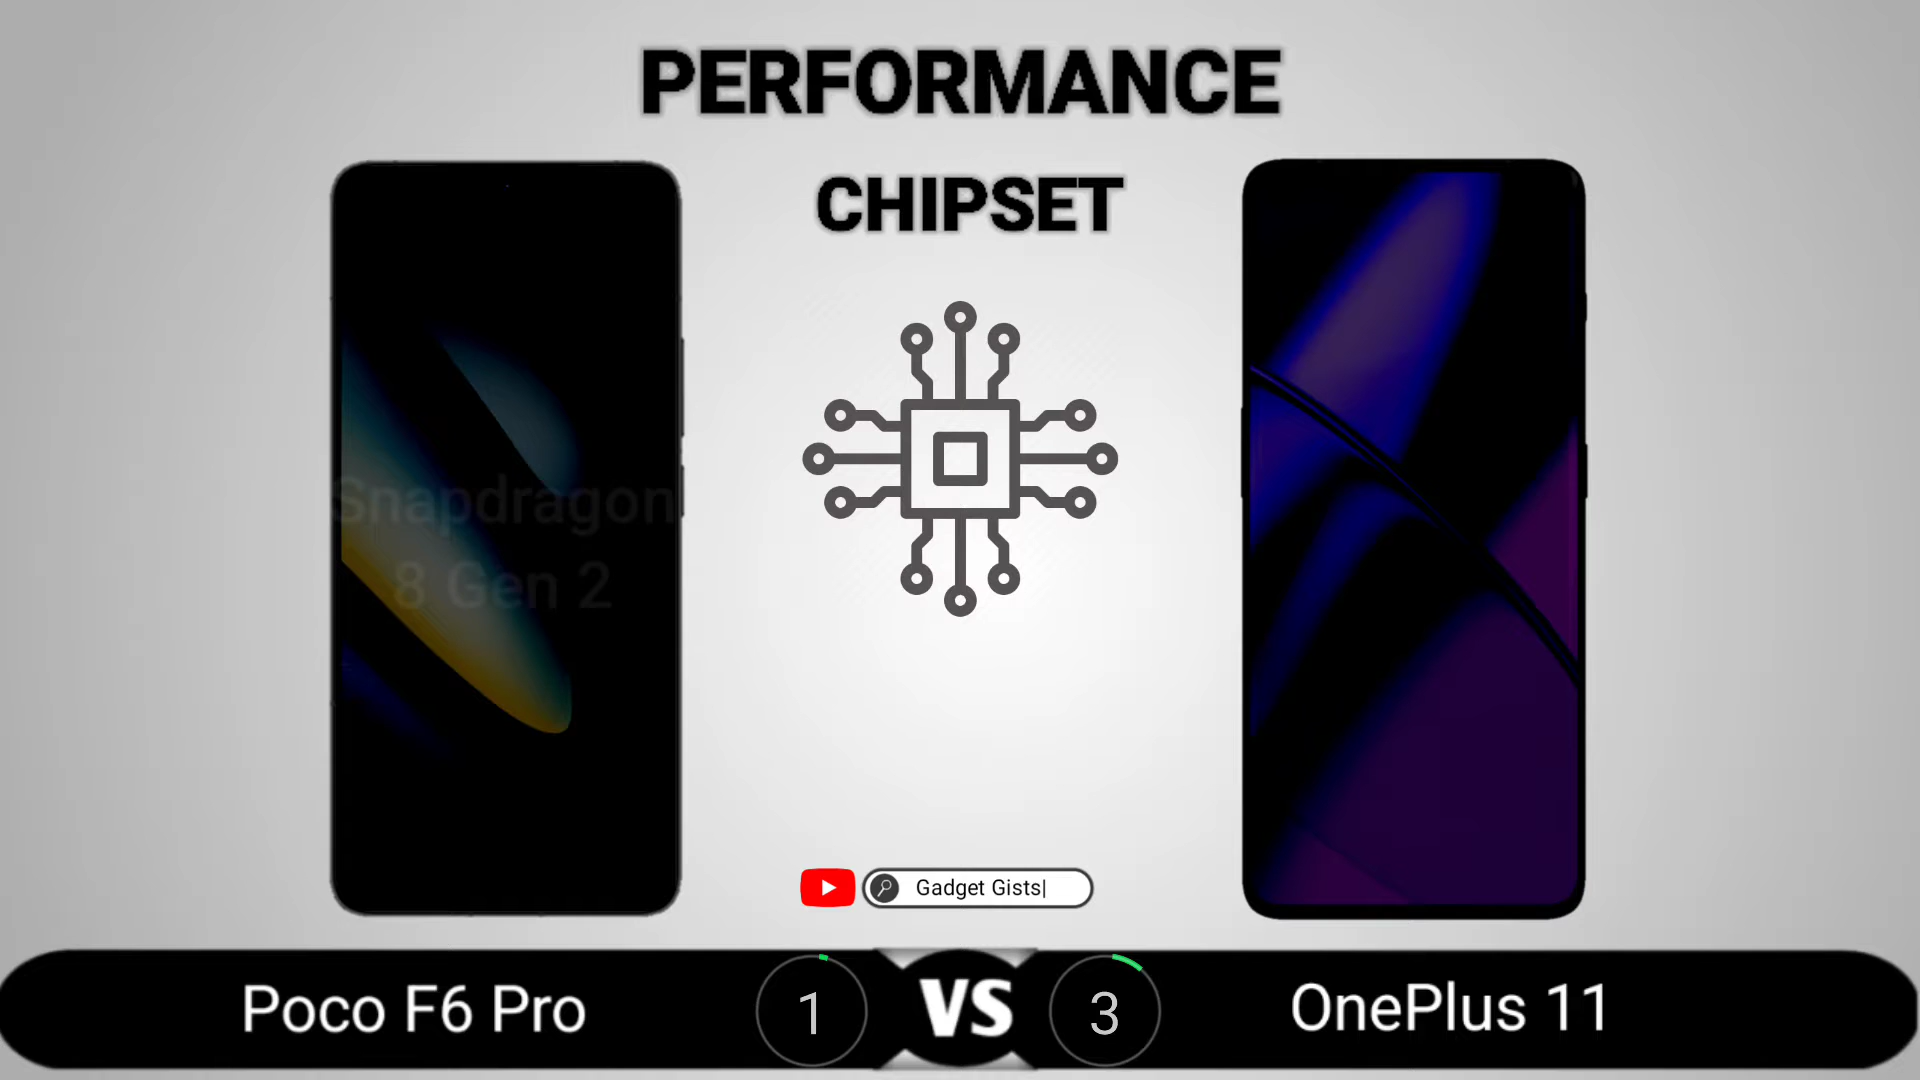 PERFORMANCE
CHIPSET
Snapdragon
8 Gen 2
Gadget Gists|
Poco F6 Pro
1
VS
3
OnePlus 11